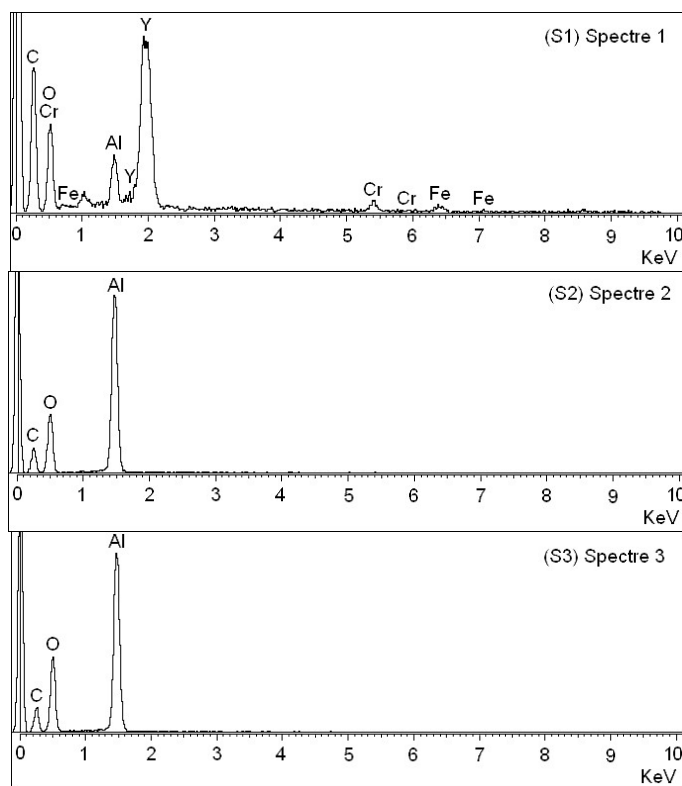 Y
(S1) Spectre 1
C
O
Cr
Al
Fe
Y
Cr
Cr
Fe
Fe
0 1 2 3 4 5 6 7 8 9 10
KeV
Al
(S2) Spectre 2
O
C
0 1 2 3 4 5 6 7 8 9 10
KeV
Al
(S3) Spectre 3
O
C
0 1 2 3 4 5 6 7 8 9 10
KeV